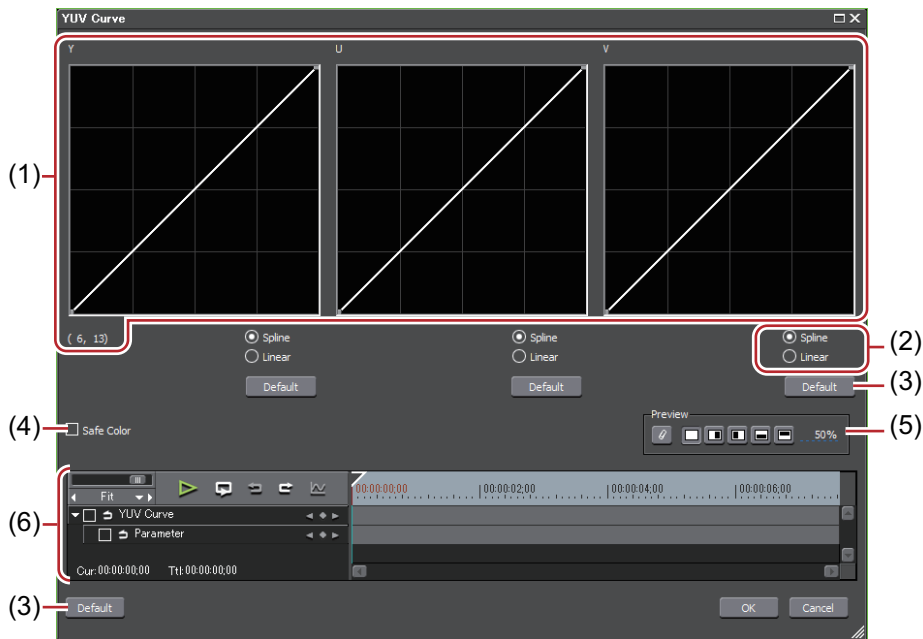 YUV Curve
Y U V
(1)
( 6, 13)
Spline Spline Spline
(2)
Linear Linear Linear
Default Default Default
(3)
Preview
(4) Safe Color
50% (5)
Fit
00:00:00;00 00:00:02;00 00:00:04;00 00:00:06;00
(6)
YUV Curve
Parameter
Cur:00:00:00;00 Ttl:00:00:00;00
(3) Default OK Cancel